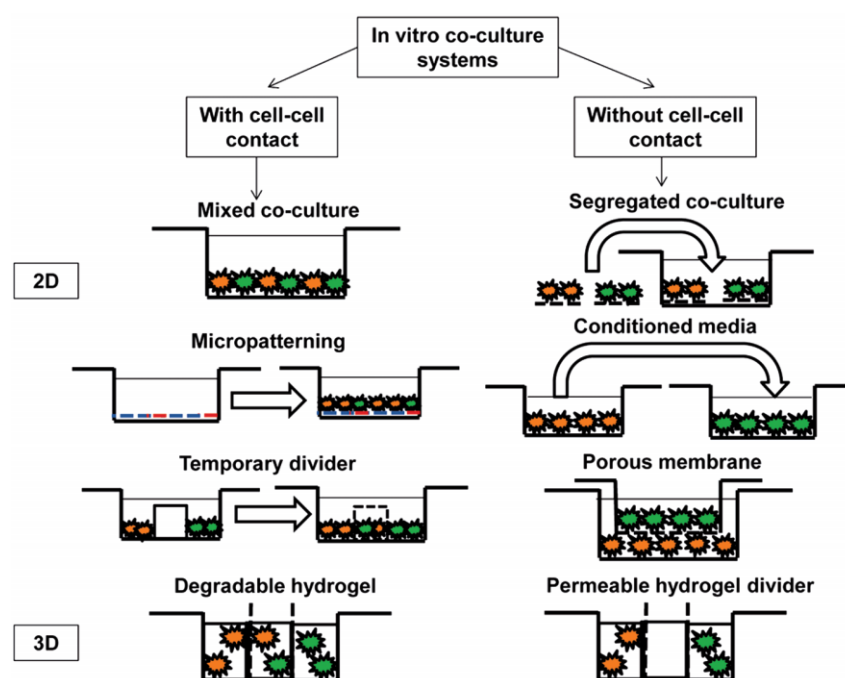 In vitro co-culture
systems
With cell-cell
contact
Without cell-cell
contact
Mixed co-culture
Segregated co-culture
2D
Conditioned media
Micropatterning
Temporary divider
Porous membrane
Degradable hydrogel
Permeable hydrogel divider
3D